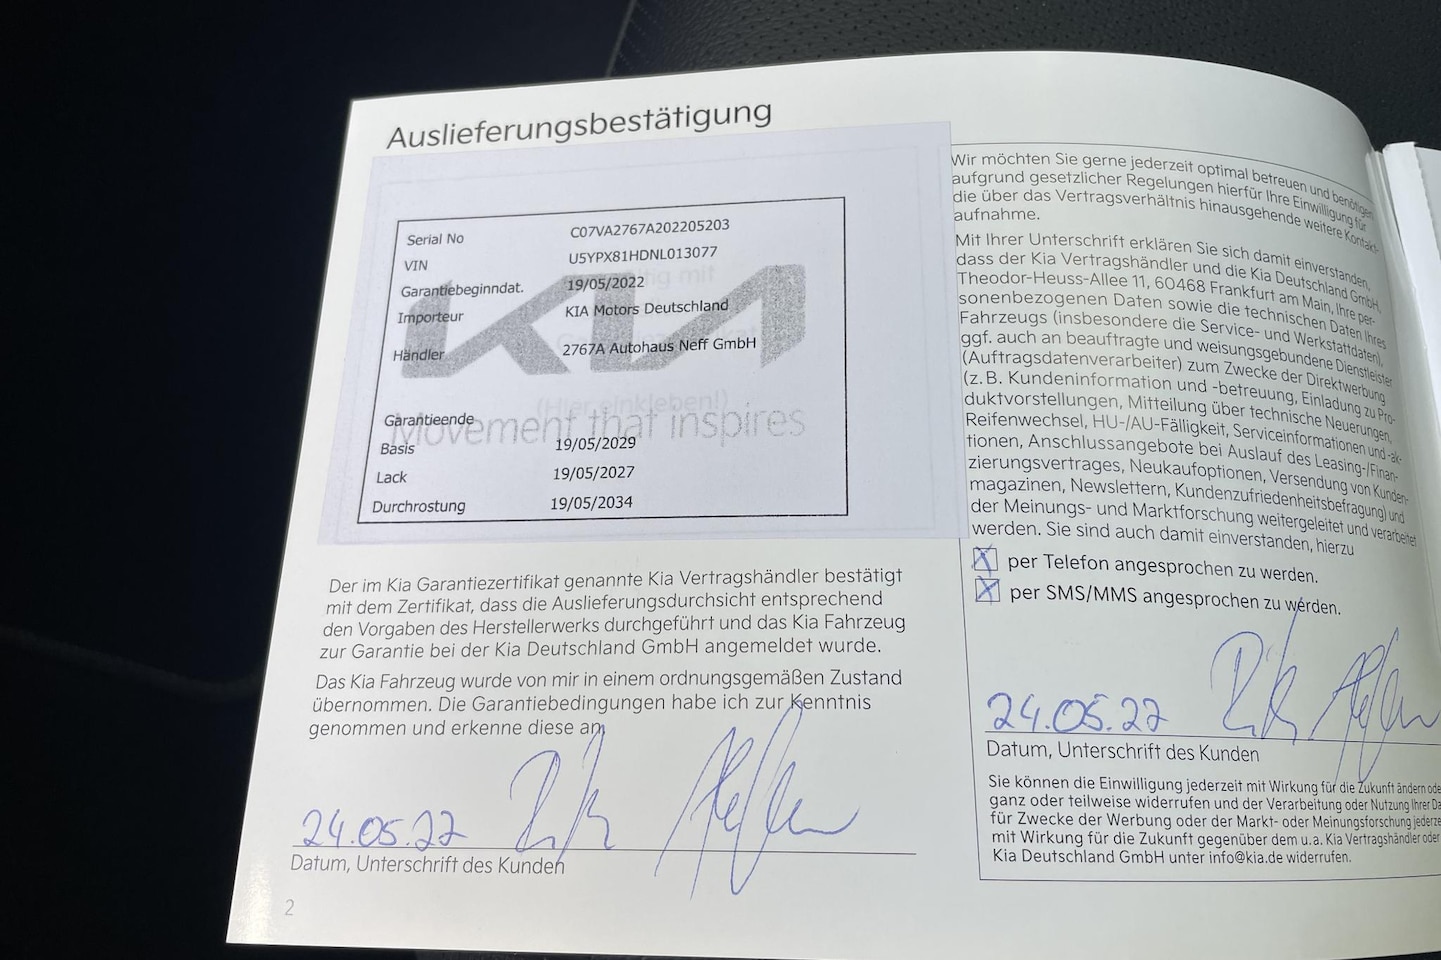 Auslieferungsbestätigung
Serial No C07VA2767A202205203
VIN U5YPX81HDNL013077
Garantiebeginndat. 19/05/2022
Importeur KIA Motors Deutschland
Händler 2767A Autohaus Neff GmbH
KIA
(Hier einkleben!)
Garantieende
Movement that inspires
Basis 19/05/2029
Lack 19/05/2027
Durchrostung 19/05/2034
Der im Kia Garantiezertifikat genannte Kia Vertragshändler bestätigt
mit dem Zertifikat, dass die Auslieferungsdurchsicht entsprechend
den Vorgaben des Herstellerwerks durchgeführt und das Kia Fahrzeug
zur Garantie bei der Kia Deutschland GmbH angemeldet wurde.
Das Kia Fahrzeug wurde von mir in einem ordnungsgemäßen Zustand
übernommen. Die Garantiebedingungen habe ich zur Kenntnis
genommen und erkenne diese an.
24.05.22
Datum, Unterschrift des Kunden
2
Wir möchten Sie gerne jederzeit optimal betreuen und benötigen
aufgrund gesetzlicher Regelungen hierfür Ihre Einwilligung für
die über das Vertragsverhältnis hinausgehende weitere Kontakt-
aufnahme.
Mit Ihrer Unterschrift erklären Sie sich damit einverstanden,
dass der Kia Vertragshändler und die Kia Deutschland GmbH,
Theodor-Heuss-Allee 11, 60468 Frankfurt am Main, Ihre per-
sonenbezogenen Daten sowie die technischen Daten Ihres
Fahrzeugs (insbesondere die Service- und Werkstattdaten),
ggf. auch an beauftragte und weisungsgebundene Dienstleister
(Auftragsdatenverarbeiter) zum Zwecke der Direktwerbung
(z. B. Kundeninformation und -betreuung, Einladung zu Pro-
duktvorstellungen, Mitteilung über technische Neuerungen,
Reifenwechsel, HU-/AU-Fälligkeit, Serviceinformationen und -ak-
tionen, Anschlussangebote bei Auslauf des Leasing-/Finan-
zierungsvertrages, Neukaufoptionen, Versendung von Kunden-
magazinen, Newslettern, Kundenzufriedenheitsbefragung) und
der Meinungs- und Marktforschung weitergeleitet und verarbeitet
werden. Sie sind auch damit einverstanden, hierzu
X per Telefon angesprochen zu werden.
X per SMS/MMS angesprochen zu werden.
24.05.22
Datum, Unterschrift des Kunden
Sie können die Einwilligung jederzeit mit Wirkung für die Zukunft ändern ode
ganz oder teilweise widerrufen und der Verarbeitung oder Nutzung Ihrer Da
für Zwecke der Werbung oder der Markt- oder Meinungsforschung jederze
mit Wirkung für die Zukunft gegenüber dem u. a. Kia Vertragshändler oder
Kia Deutschland GmbH unter info@kia.de widerrufen.